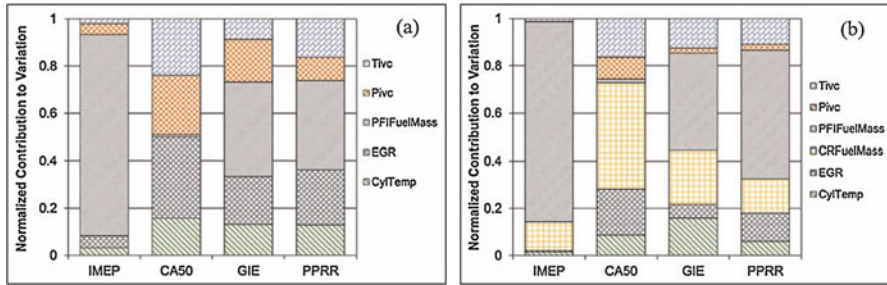 (a)
Normalized Contribution to Variation
1
0.8
0.6
0.4
0.2
0
IMEP CA50 GIE PPRR
Tivc
Pivc
PFIFuelMass
EGR
CylTemp
(b)
Normalized Contribution to Variation
1
0.8
0.6
0.4
0.2
0
IMEP CA50 GIE PPRR
Tivc
Pivc
PFIFuelMass
CRFuelMass
EGR
CylTemp